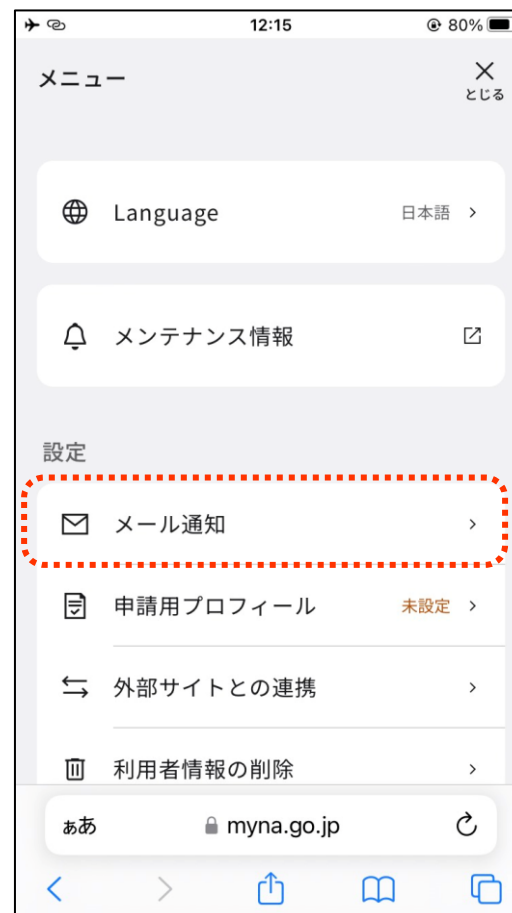 12:15
80%
メニュー
とじる
Language
日本語
メンテナンス情報
設定
メール通知
申請用プロフィール
未設定
外部サイトとの連携
利用者情報の削除
ぁあ
myna.go.jp